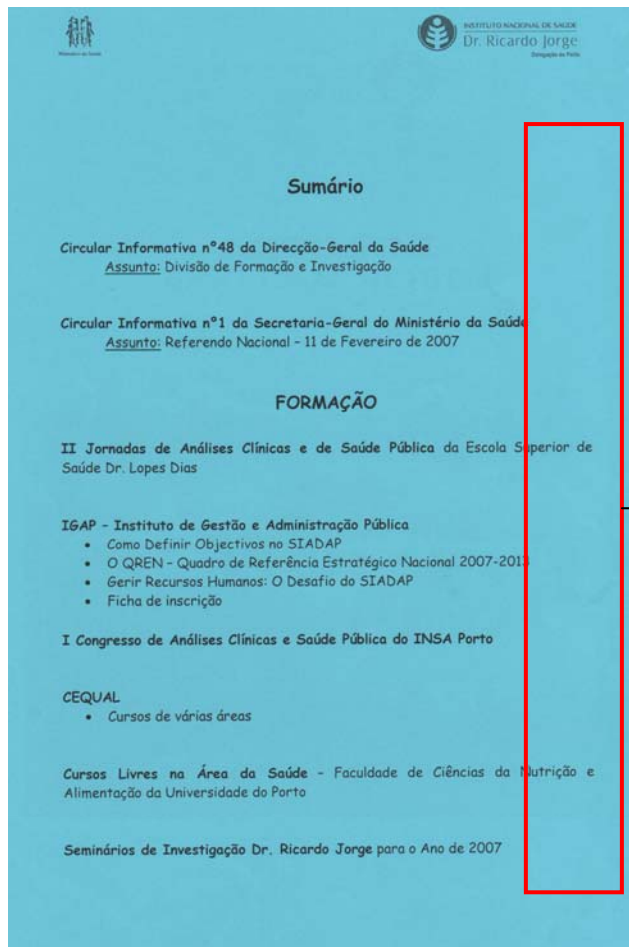 Ministério da Saúde
INSTITUTO NACIONAL DE SAÚDE
Dr. Ricardo Jorge
Delegação do Porto
Sumário
Circular Informativa nº48 da Direcção-Geral da Saúde
Assunto: Divisão de Formação e Investigação
Circular Informativa nº1 da Secretaria-Geral do Ministério da Saúde
Assunto: Referendo Nacional – 11 de Fevereiro de 2007
FORMAÇÃO
II Jornadas de Análises Clínicas e de Saúde Pública da Escola Superior de
Saúde Dr. Lopes Dias
IGAP – Instituto de Gestão e Administração Pública
• Como Definir Objectivos no SIADAP
• O QREN – Quadro de Referência Estratégico Nacional 2007-2013
• Gerir Recursos Humanos: O Desafio do SIADAP
• Ficha de inscrição
I Congresso de Análises Clínicas e Saúde Pública do INSA Porto
CEQUAL
• Cursos de várias áreas
Cursos Livres na Área da Saúde – Faculdade de Ciências da Nutrição e
Alimentação da Universidade do Porto
Seminários de Investigação Dr. Ricardo Jorge para o Ano de 2007